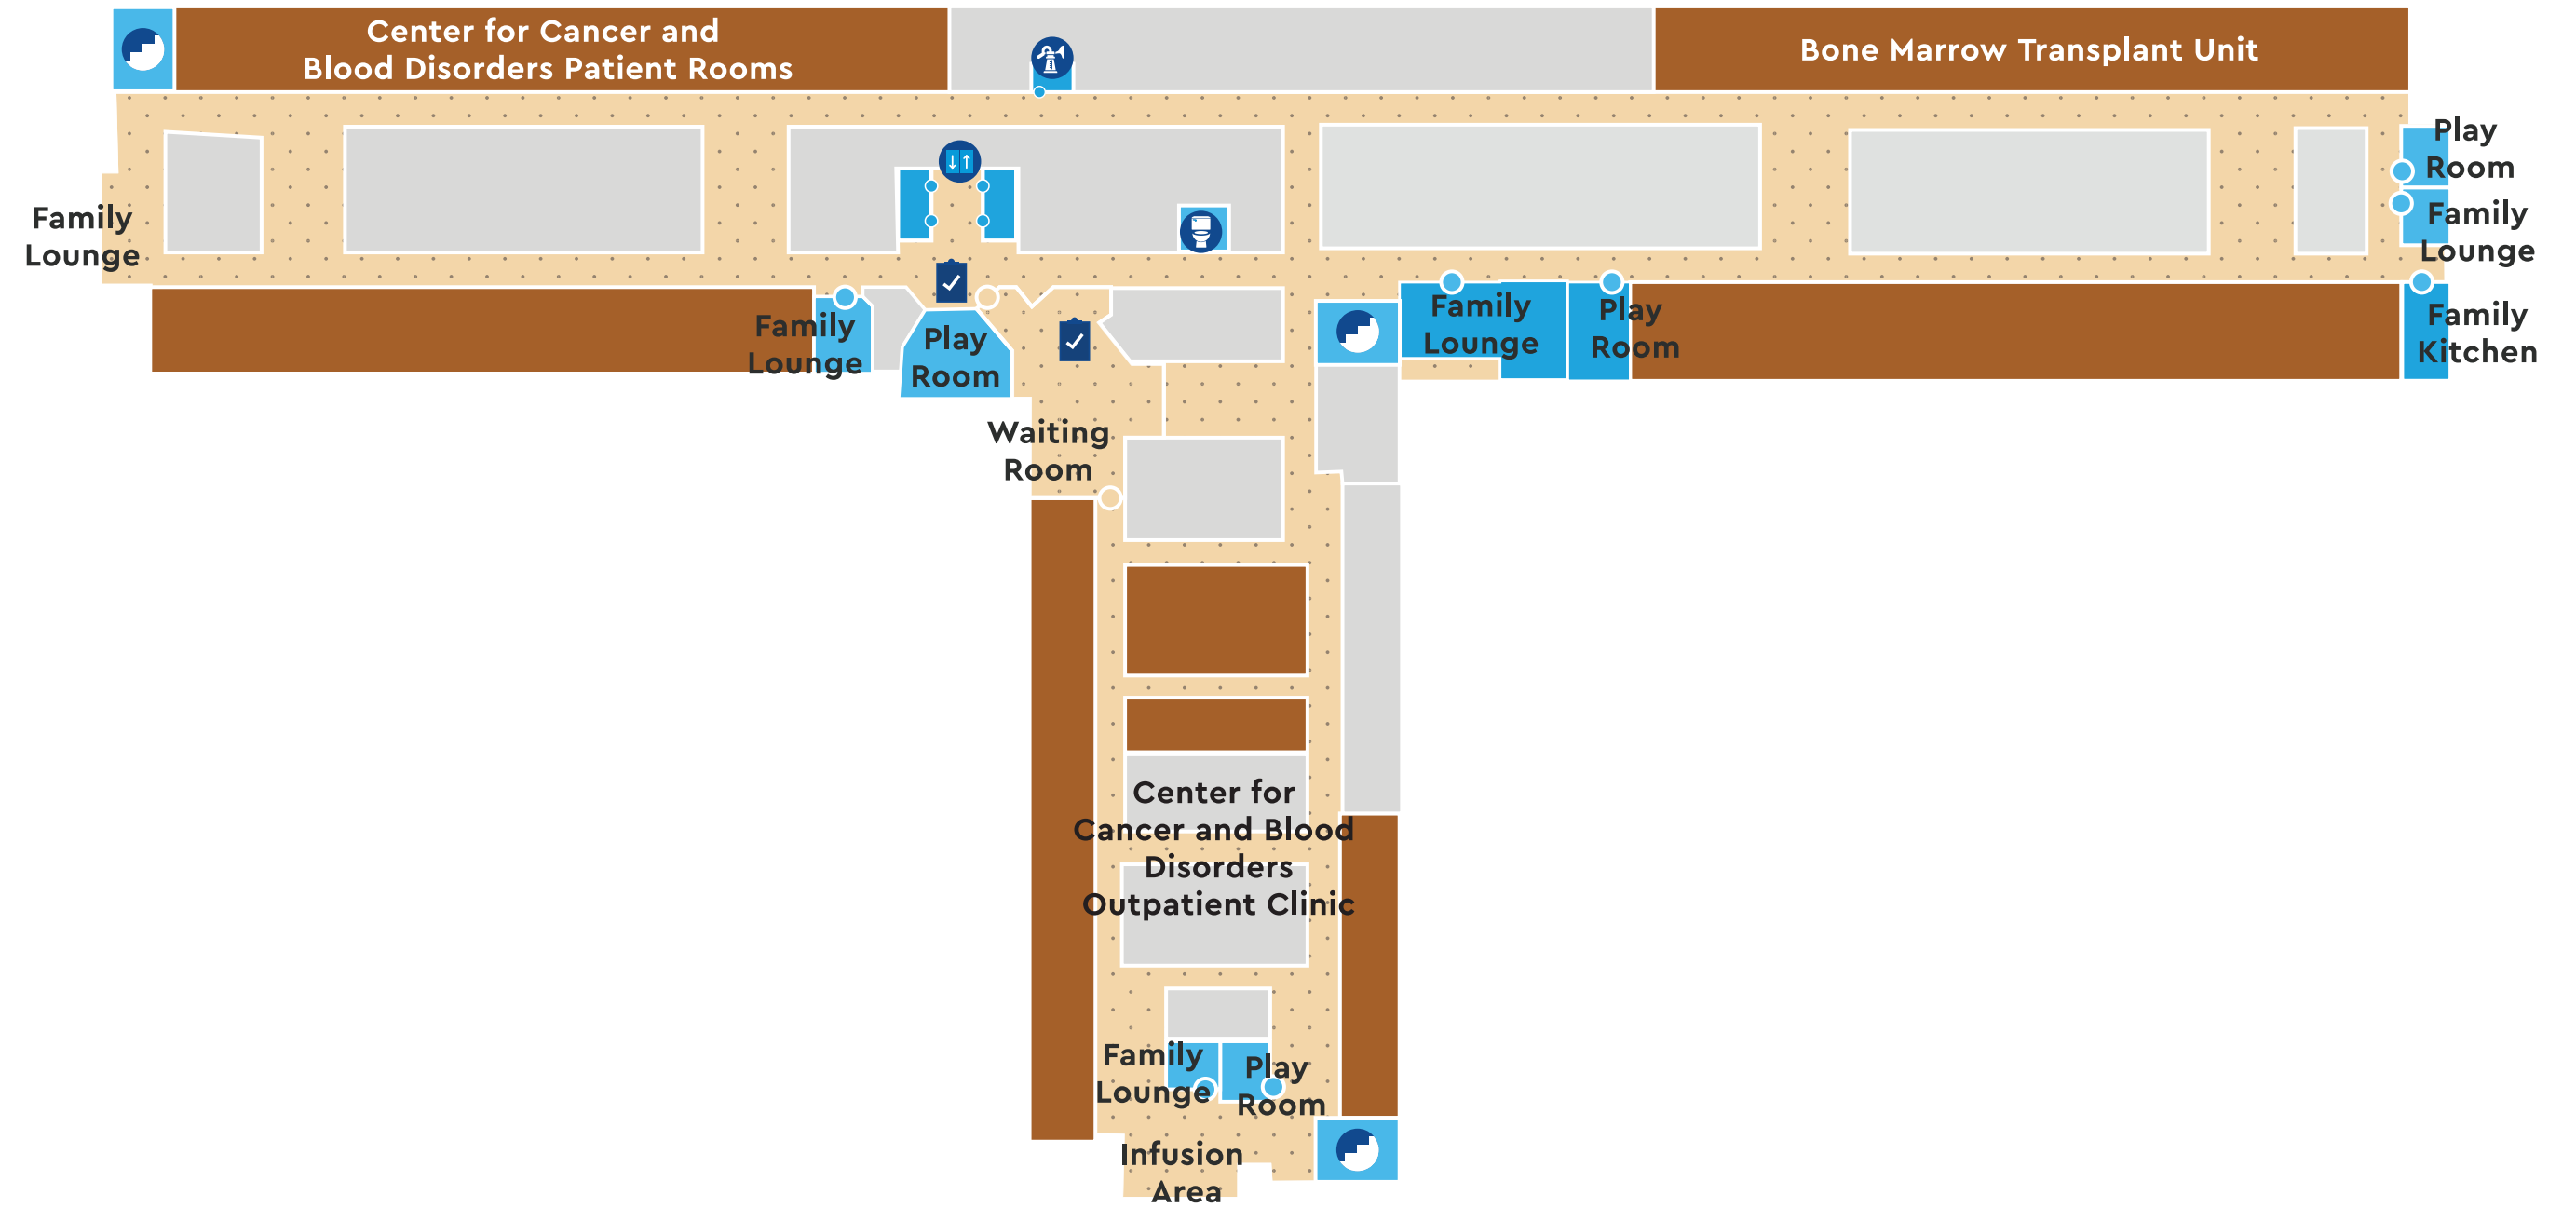 Center for Cancer and
Blood Disorders Patient Rooms
Bone Marrow Transplant Unit
Play
Room
Family
Lounge
Family
Lounge
Family
Lounge
Play
Room
Family
Lounge
Play
Room
Family
Kitchen
Waiting
Room
Center for
Cancer and Blood
Disorders
Outpatient Clinic
Family
Lounge
Play
Room
Infusion
Area